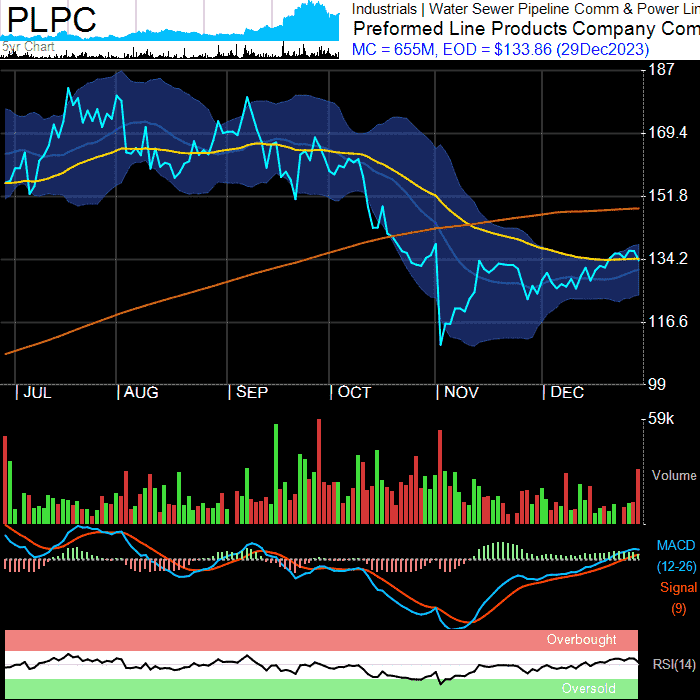 PLPC
5yr Chart
Industrials | Water Sewer Pipeline Comm & Power Lin
Preformed Line Products Company Com
MC = 655M, EOD = $133.86 (29Dec2023)
187
169.4
151.8
134.2
116.6
99
| JUL | AUG | SEP | OCT | NOV | DEC
59k
Volume
MACD
(12-26)
Signal
(9)
Overbought
RSI(14)
Oversold